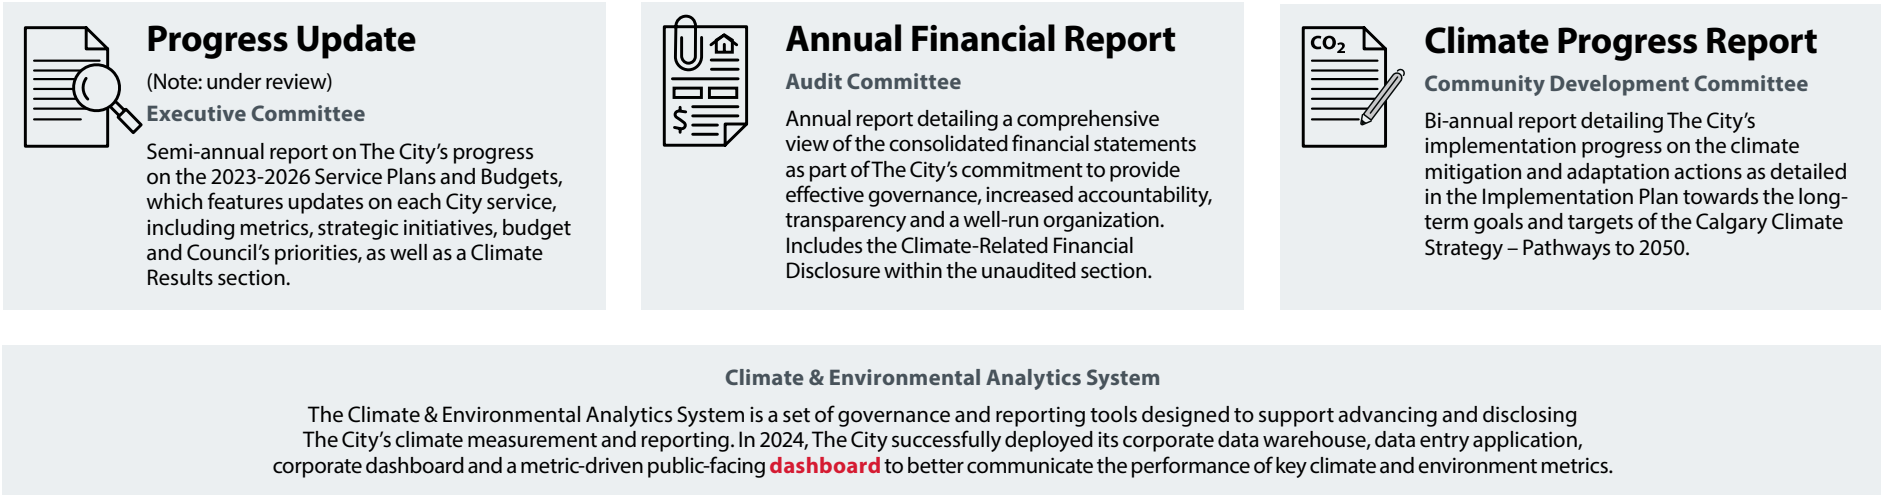 Progress Update
(Note: under review)
Executive Committee
Semi-annual report on The City's progress
on the 2023-2026 Service Plans and Budgets,
which features updates on each City service,
including metrics, strategic initiatives, budget
and Council's priorities, as well as a Climate
Results section.
$
Annual Financial Report
Audit Committee
Annual report detailing a comprehensive
view of the consolidated financial statements
as part of The City's commitment to provide
effective governance, increased accountability,
transparency and a well-run organization.
Includes the Climate-Related Financial
Disclosure within the unaudited section.
CO₂
Climate Progress Report
Community Development Committee
Bi-annual report detailing The City's
implementation progress on the climate
mitigation and adaptation actions as detailed
in the Implementation Plan towards the long-
term goals and targets of the Calgary Climate
Strategy – Pathways to 2050.
Climate & Environmental Analytics System
The Climate & Environmental Analytics System is a set of governance and reporting tools designed to support advancing and disclosing
The City's climate measurement and reporting. In 2024, The City successfully deployed its corporate data warehouse, data entry application,
corporate dashboard and a metric-driven public-facing dashboard to better communicate the performance of key climate and environment metrics.